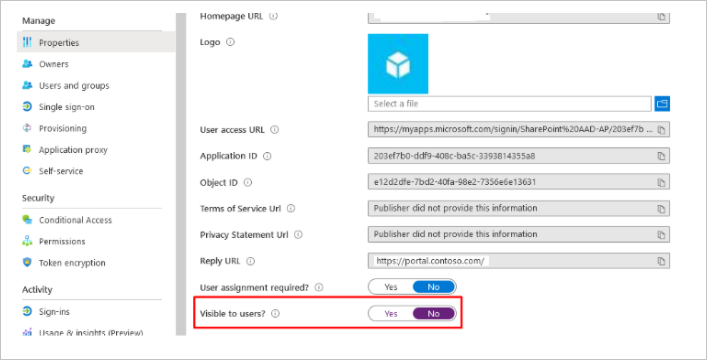 Manage
Properties
Owners
Users and groups
Single sign-on
Provisioning
Application proxy
Self-service
Security
Conditional Access
Permissions
Token encryption
Activity
Sign-ins
Usage & insights (Preview)
Homepage URL
Logo
Select a file
User access URL
https://myapps.microsoft.com/signin/SharePoint%20AAD-AP/203ef7b ...
Application ID
203ef7b0-ddf9-408c-ba5c-3393814355a8
Object ID
e12d2dfe-7bd2-40fa-98e2-7356e6e13631
Terms of Service Url
Publisher did not provide this information
Privacy Statement Url
Publisher did not provide this information
Reply URL
https://portal.contoso.com/
User assignment required?
Yes No
Visible to users?
Yes No